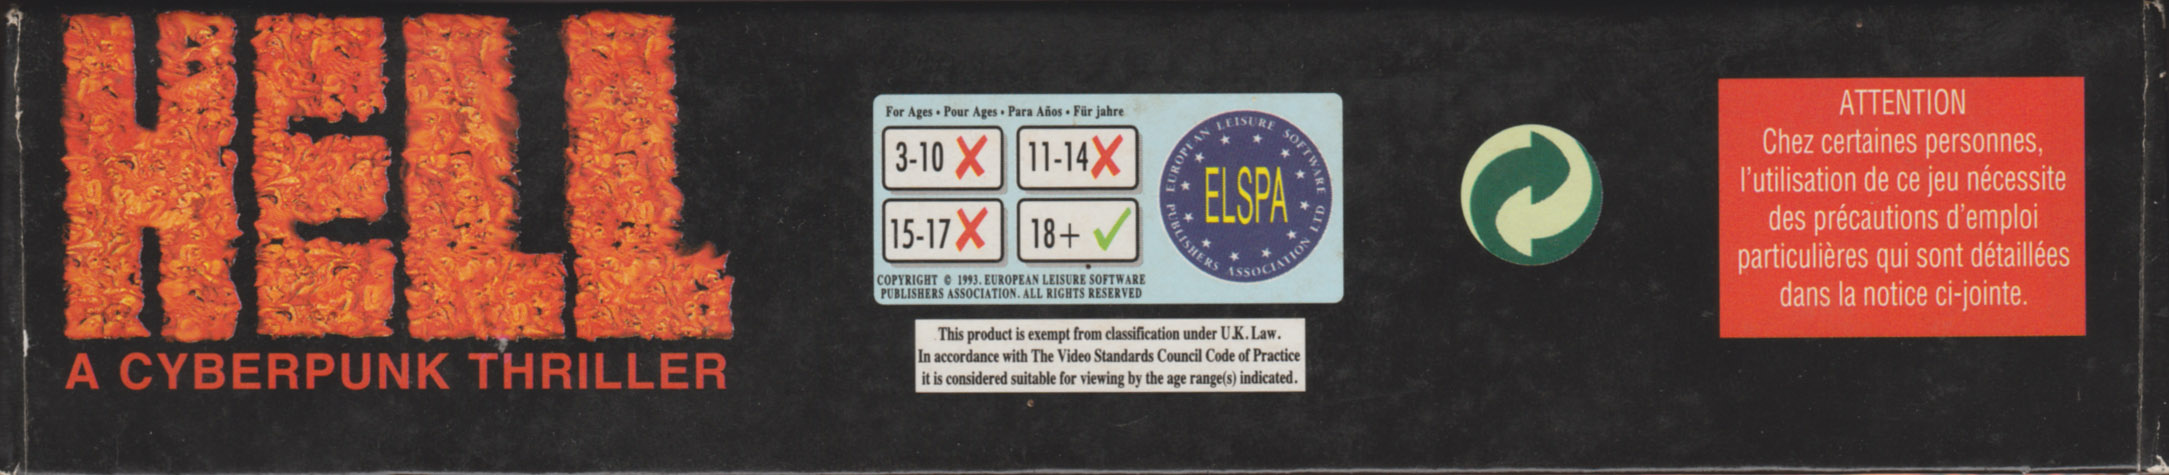 HELL
A CYBERPUNK THRILLER
For Ages • Pour Ages • Para Años • Für jahre
3-10
11-14
15-17
18+
COPYRIGHT © 1993. EUROPEAN LEISURE SOFTWARE
PUBLISHERS ASSOCIATION. ALL RIGHTS RESERVED
EUROPEAN LEISURE SOFTWARE
ELSPA
PUBLISHERS ASSOCIATION LTD
This product is exempt from classification under U.K. Law.
In accordance with The Video Standards Council Code of Practice
it is considered suitable for viewing by the age range(s) indicated.
ATTENTION
Chez certaines personnes,
l'utilisation de ce jeu nécessite
des précautions d'emploi
particulières qui sont détaillées
dans la notice ci-jointe.